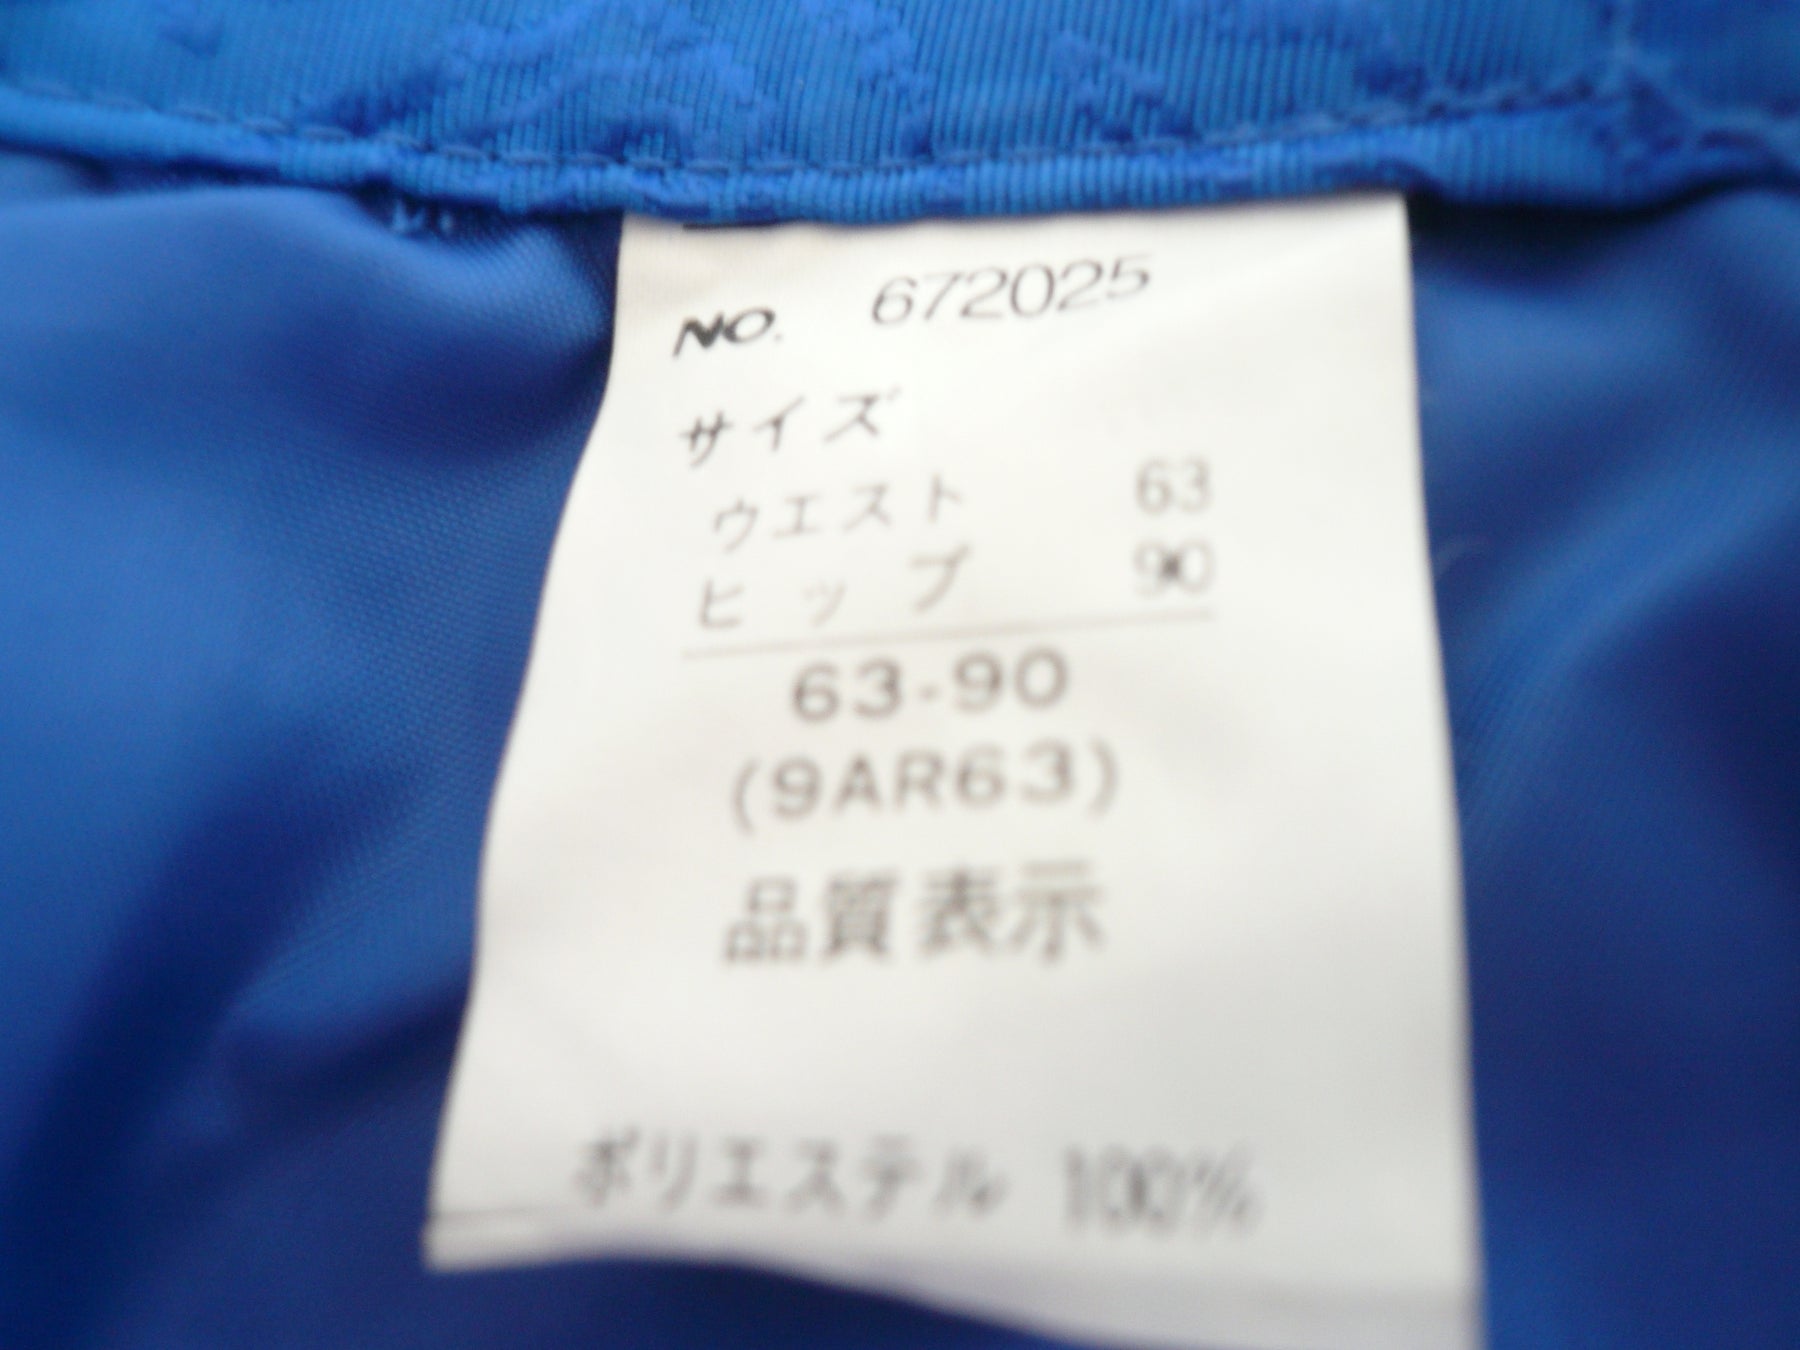 NO. 672025
サイズ
ウエスト 63
ヒップ 90
63-90
(9AR63)
品質表示
ポリエステル 100%